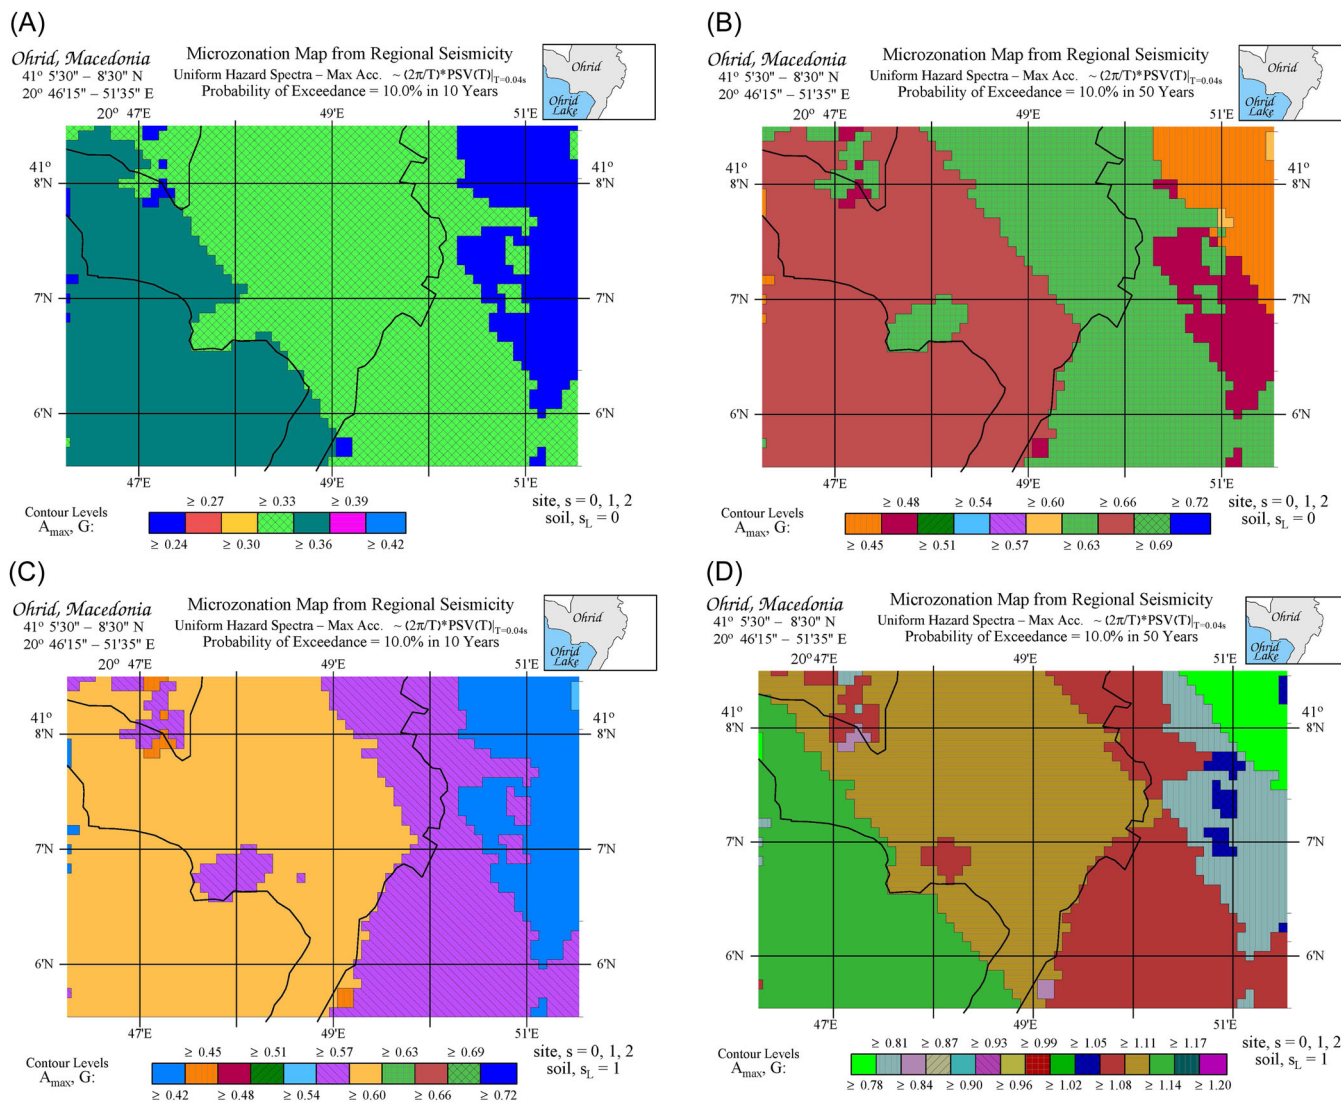 (A)
Ohrid, Macedonia
41° 5'30" – 8'30" N
20° 46'15" – 51'35" E
Microzonation Map from Regional Seismicity
Uniform Hazard Spectra – Max Acc. ~ (2π/T)*PSV(T)|T=0.04s
Probability of Exceedance = 10.0% in 10 Years
Ohrid
Ohrid
Lake
20° 47'E 49'E 51'E
41° 41°
8'N 8'N
7'N 7'N
6'N 6'N
47'E 49'E 51'E
Contour Levels
Amax, G:
≥ 0.27 ≥ 0.33 ≥ 0.39
≥ 0.24 ≥ 0.30 ≥ 0.36 ≥ 0.42
site, s = 0, 1, 2
soil, sL = 0
(B)
Ohrid, Macedonia
41° 5'30" – 8'30" N
20° 46'15" – 51'35" E
Microzonation Map from Regional Seismicity
Uniform Hazard Spectra – Max Acc. ~ (2π/T)*PSV(T)|T=0.04s
Probability of Exceedance = 10.0% in 50 Years
Ohrid
Ohrid
Lake
20° 47'E 49'E 51'E
41° 41°
8'N 8'N
7'N 7'N
6'N 6'N
47'E 49'E 51'E
Contour Levels
Amax, G:
≥ 0.48 ≥ 0.54 ≥ 0.60 ≥ 0.66 ≥ 0.72
≥ 0.45 ≥ 0.51 ≥ 0.57 ≥ 0.63 ≥ 0.69
site, s = 0, 1, 2
soil, sL = 0
(C)
Ohrid, Macedonia
41° 5'30" – 8'30" N
20° 46'15" – 51'35" E
Microzonation Map from Regional Seismicity
Uniform Hazard Spectra – Max Acc. ~ (2π/T)*PSV(T)|T=0.04s
Probability of Exceedance = 10.0% in 10 Years
Ohrid
Ohrid
Lake
20° 47'E 49'E 51'E
41° 41°
8'N 8'N
7'N 7'N
6'N 6'N
47'E 49'E 51'E
Contour Levels
Amax, G:
≥ 0.45 ≥ 0.51 ≥ 0.57 ≥ 0.63 ≥ 0.69
≥ 0.42 ≥ 0.48 ≥ 0.54 ≥ 0.60 ≥ 0.66 ≥ 0.72
site, s = 0, 1, 2
soil, sL = 1
(D)
Ohrid, Macedonia
41° 5'30" – 8'30" N
20° 46'15" – 51'35" E
Microzonation Map from Regional Seismicity
Uniform Hazard Spectra – Max Acc. ~ (2π/T)*PSV(T)|T=0.04s
Probability of Exceedance = 10.0% in 50 Years
Ohrid
Ohrid
Lake
20° 47'E 49'E 51'E
41° 41°
8'N 8'N
7'N 7'N
6'N 6'N
47'E 49'E 51'E
Contour Levels
Amax, G:
≥ 0.81 ≥ 0.87 ≥ 0.93 ≥ 0.99 ≥ 1.05 ≥ 1.11 ≥ 1.17
≥ 0.78 ≥ 0.84 ≥ 0.90 ≥ 0.96 ≥ 1.02 ≥ 1.08 ≥ 1.14 ≥ 1.20
site, s = 0, 1, 2
soil, sL = 1